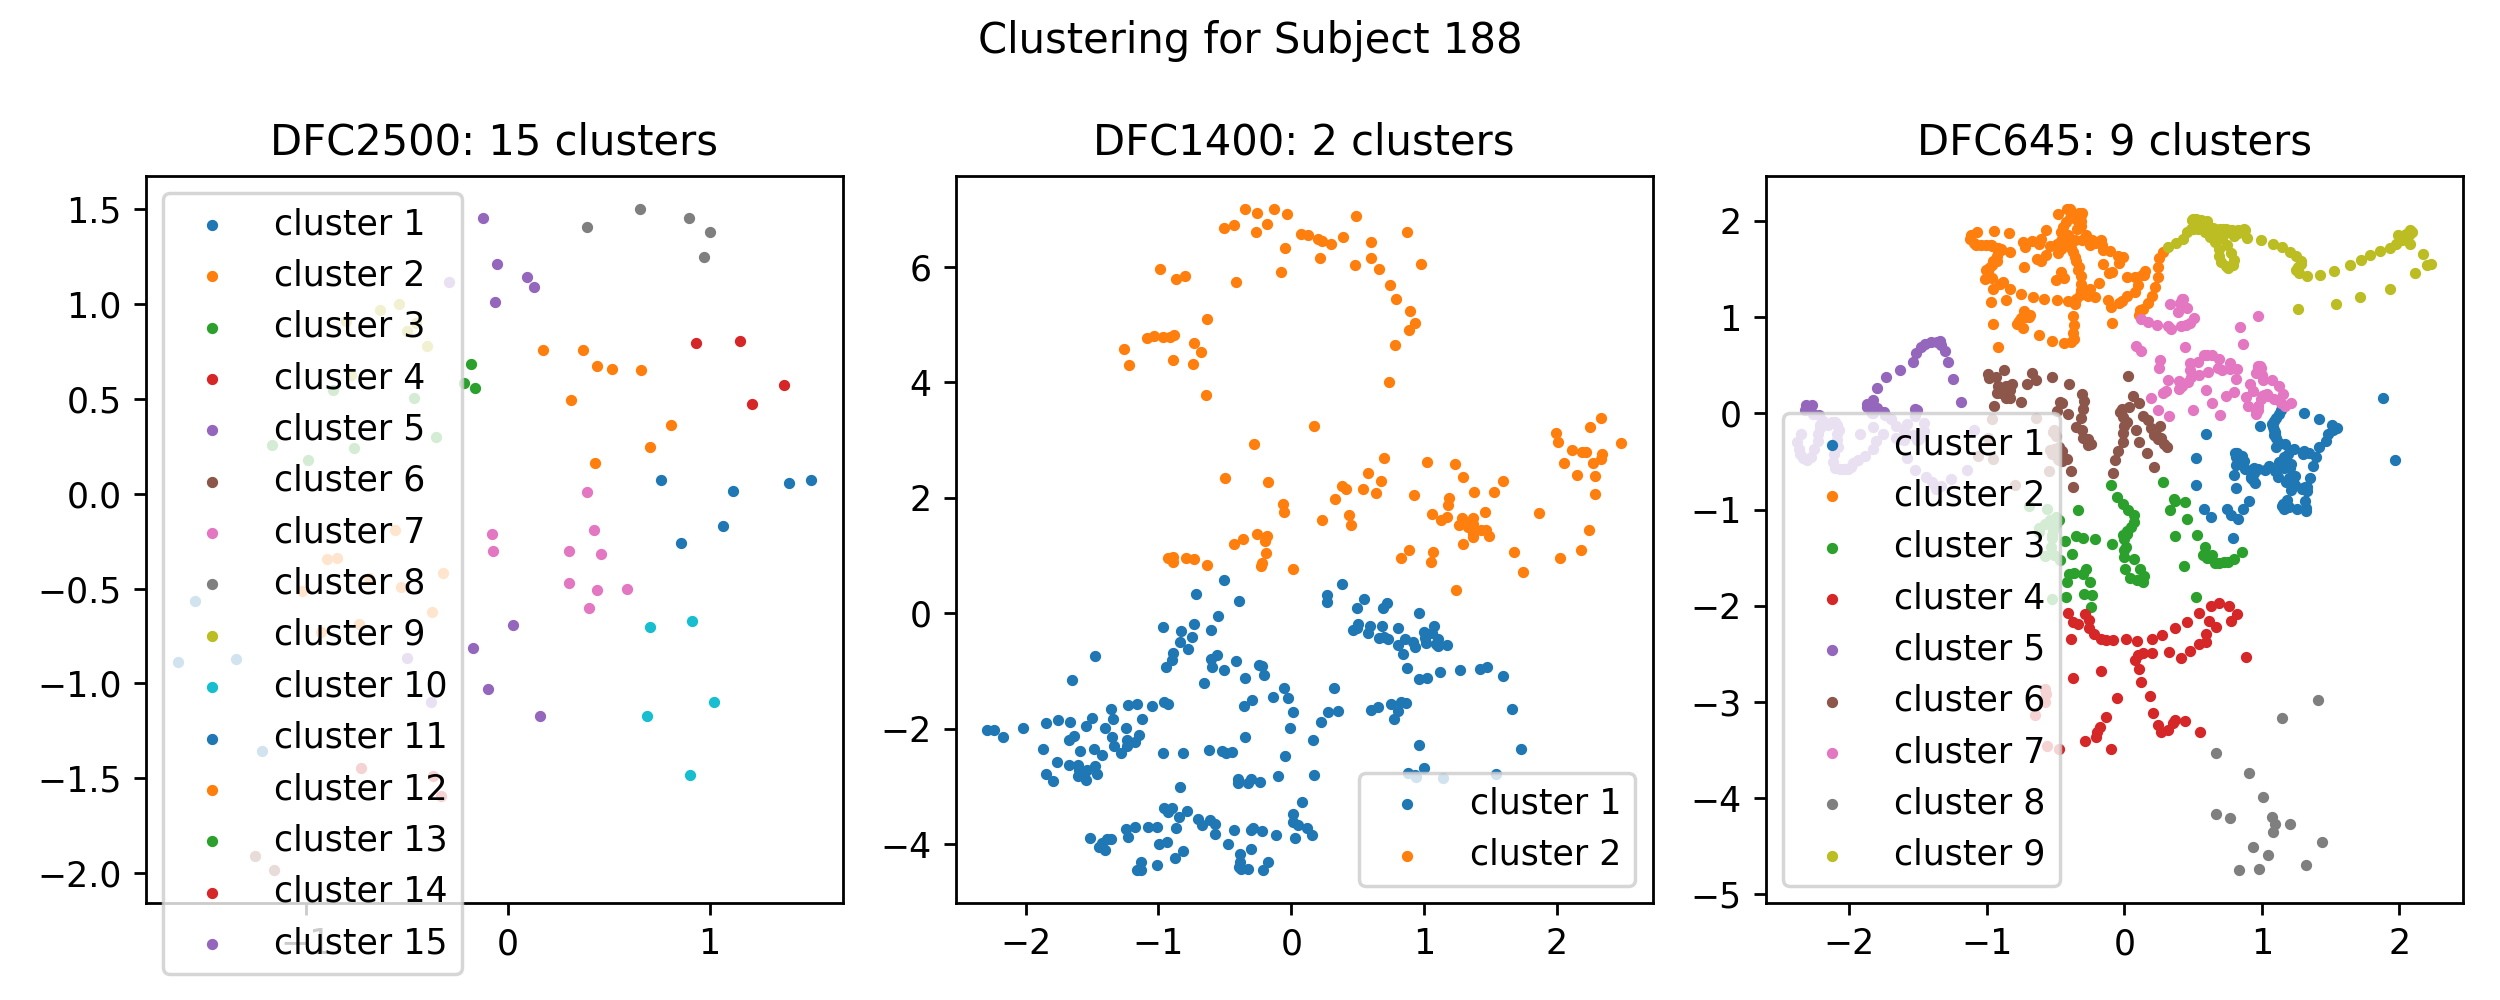 Clustering for Subject 188
DFC2500: 15 clusters
1.5
1.0
0.5
0.0
−0.5
−1.0
−1.5
−2.0
−1
0
1
cluster 1
cluster 2
cluster 3
cluster 4
cluster 5
cluster 6
cluster 7
cluster 8
cluster 9
cluster 10
cluster 11
cluster 12
cluster 13
cluster 14
cluster 15
DFC1400: 2 clusters
6
4
2
0
−2
−4
−2
−1
0
1
2
cluster 1
cluster 2
DFC645: 9 clusters
2
1
0
−1
−2
−3
−4
−5
−2
−1
0
1
2
cluster 1
cluster 2
cluster 3
cluster 4
cluster 5
cluster 6
cluster 7
cluster 8
cluster 9